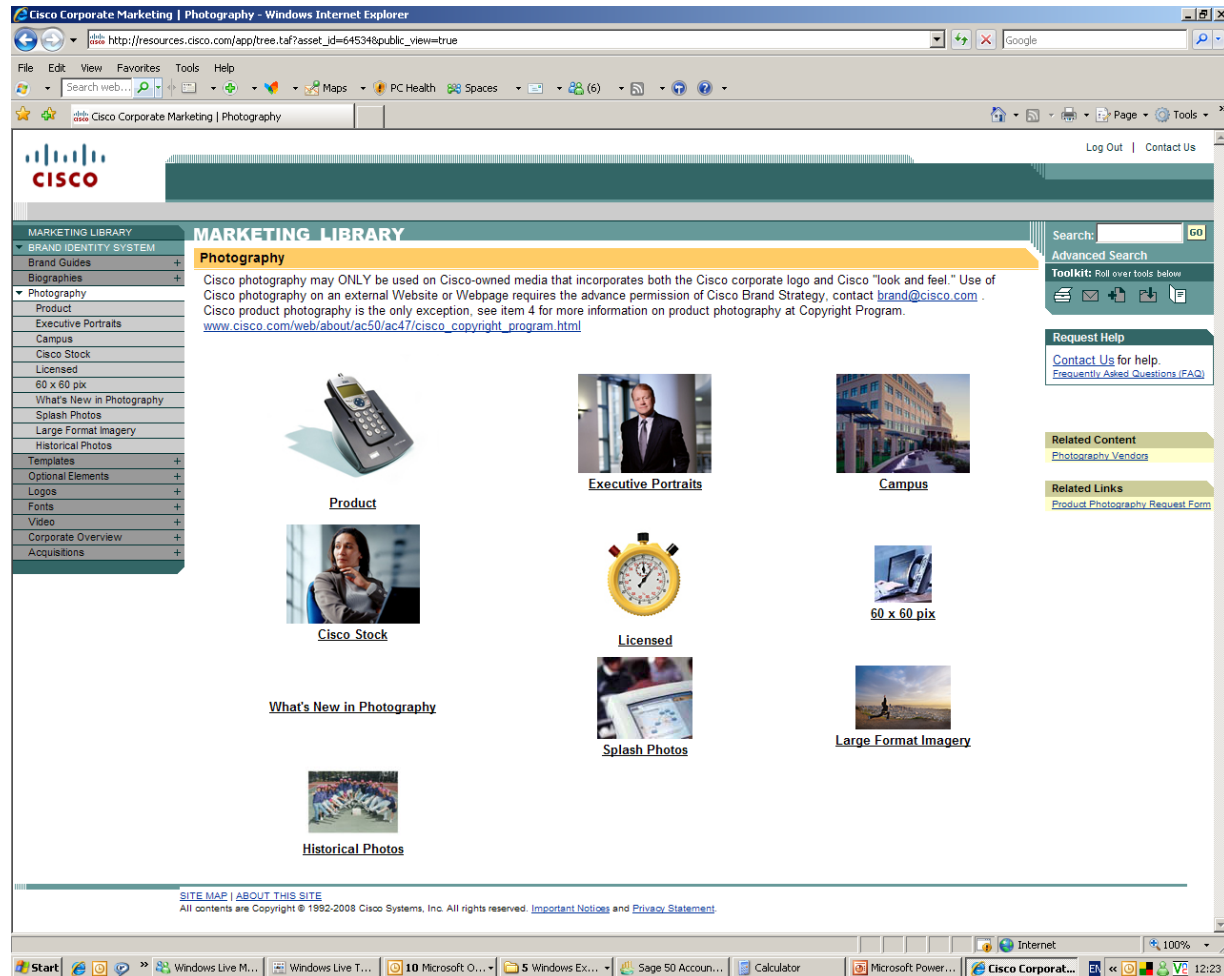 Cisco Corporate Marketing | Photography - Windows Internet Explorer
http://resources.cisco.com/app/tree.taf?asset_id=64534&public_view=true
Google
File Edit View Favorites Tools Help
Search web... Maps PC Health Spaces (6)
Cisco Corporate Marketing | Photography
Page Tools
Log Out | Contact Us
CISCO
MARKETING LIBRARY
BRAND IDENTITY SYSTEM
Brand Guides +
Biographies +
Photography
Product
Executive Portraits
Campus
Cisco Stock
Licensed
60 x 60 pix
What's New in Photography
Splash Photos
Large Format Imagery
Historical Photos
Templates +
Optional Elements +
Logos +
Fonts +
Video +
Corporate Overview +
Acquisitions +
MARKETING LIBRARY
Photography
Cisco photography may ONLY be used on Cisco-owned media that incorporates both the Cisco corporate logo and Cisco "look and feel." Use of
Cisco photography on an external Website or Webpage requires the advance permission of Cisco Brand Strategy, contact brand@cisco.com .
Cisco product photography is the only exception, see item 4 for more information on product photography at Copyright Program.
www.cisco.com/web/about/ac50/ac47/cisco_copyright_program.html
Product
Executive Portraits
Campus
Cisco Stock
Licensed
60 x 60 pix
What's New in Photography
Splash Photos
Large Format Imagery
Historical Photos
Search: GO
Advanced Search
Toolkit: Roll over tools below
Request Help
Contact Us for help.
Frequently Asked Questions (FAQ)
Related Content
Photography Vendors
Related Links
Product Photography Request Form
SITE MAP | ABOUT THIS SITE
All contents are Copyright © 1992-2008 Cisco Systems, Inc. All rights reserved. Important Notices and Privacy Statement.
Internet 100%
Start Windows Live M... Windows Live T... 10 Microsoft O... 5 Windows Ex... Sage 50 Accoun... Calculator Microsoft Power... Cisco Corporat... EN 12:23